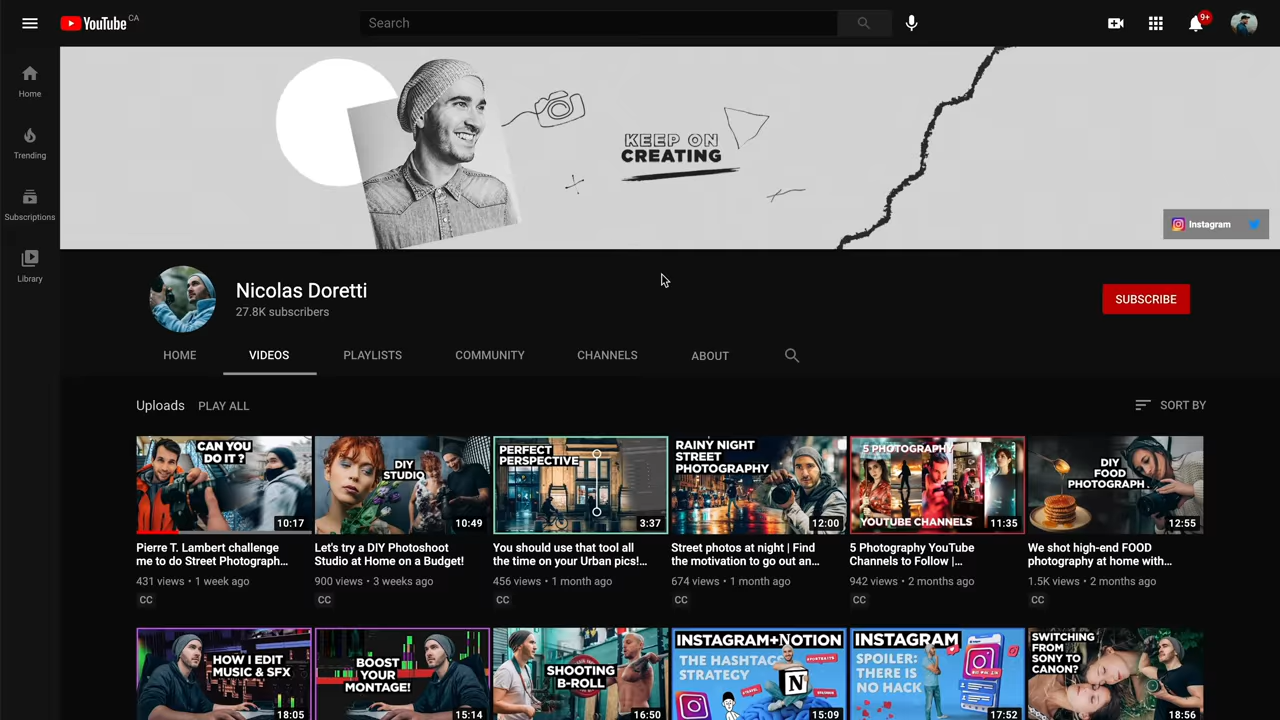 YouTube CA
Search
9+
Home
Trending
Subscriptions
Library
KEEP ON
CREATING
Instagram
Nicolas Doretti
27.8K subscribers
SUBSCRIBE
HOME
VIDEOS
PLAYLISTS
COMMUNITY
CHANNELS
ABOUT
Uploads
PLAY ALL
SORT BY
CAN YOU
DO IT ?
10:17
Pierre T. Lambert challenge
me to do Street Photograph...
431 views • 1 week ago
CC
DIY
STUDIO
10:49
Let's try a DIY Photoshoot
Studio at Home on a Budget!
900 views • 3 weeks ago
CC
PERFECT
PERSPECTIVE
3:37
You should use that tool all
the time on your Urban pics!...
456 views • 1 month ago
CC
RAINY NIGHT
STREET
PHOTOGRAPHY
12:00
Street photos at night | Find
the motivation to go out an...
674 views • 1 month ago
CC
5 PHOTOGRAPHY
YOUTUBE CHANNELS
11:35
5 Photography YouTube
Channels to Follow |...
942 views • 2 months ago
CC
DIY
FOOD
PHOTOGRAPH.
12:55
We shot high-end FOOD
photography at home with...
1.5K views • 2 months ago
CC
HOW I EDIT
MUSIC & SFX
18:05
BOOST
YOUR
MONTAGE!
15:14
SHOOTING
B-ROLL
16:50
INSTAGRAM+NOTION
THE HASHTAGS
STRATEGY
15:09
INSTAGRAM
SPOILER:
THERE IS
NO HACK
17:52
SWITCHING
FROM
SONY TO
CANON?
18:56